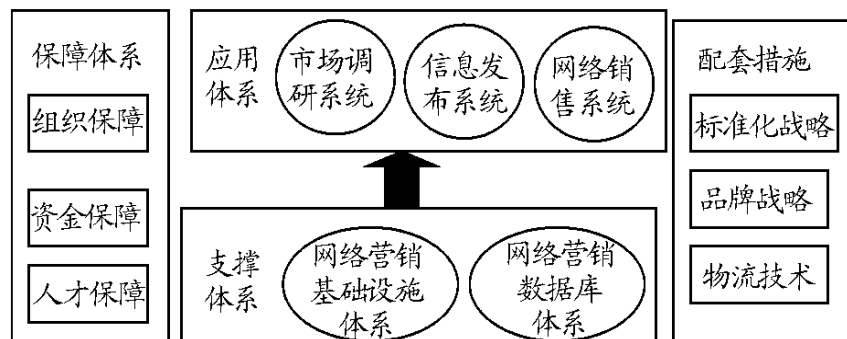 保障体系
组织保障
资金保障
人才保障
应用
体系
市场调
研系统
信息发
布系统
网络销
售系统
支撑
体系
网络营销
基础设施
体系
网络营销
数据库
体系
配套措施
标准化战略
品牌战略
物流技术